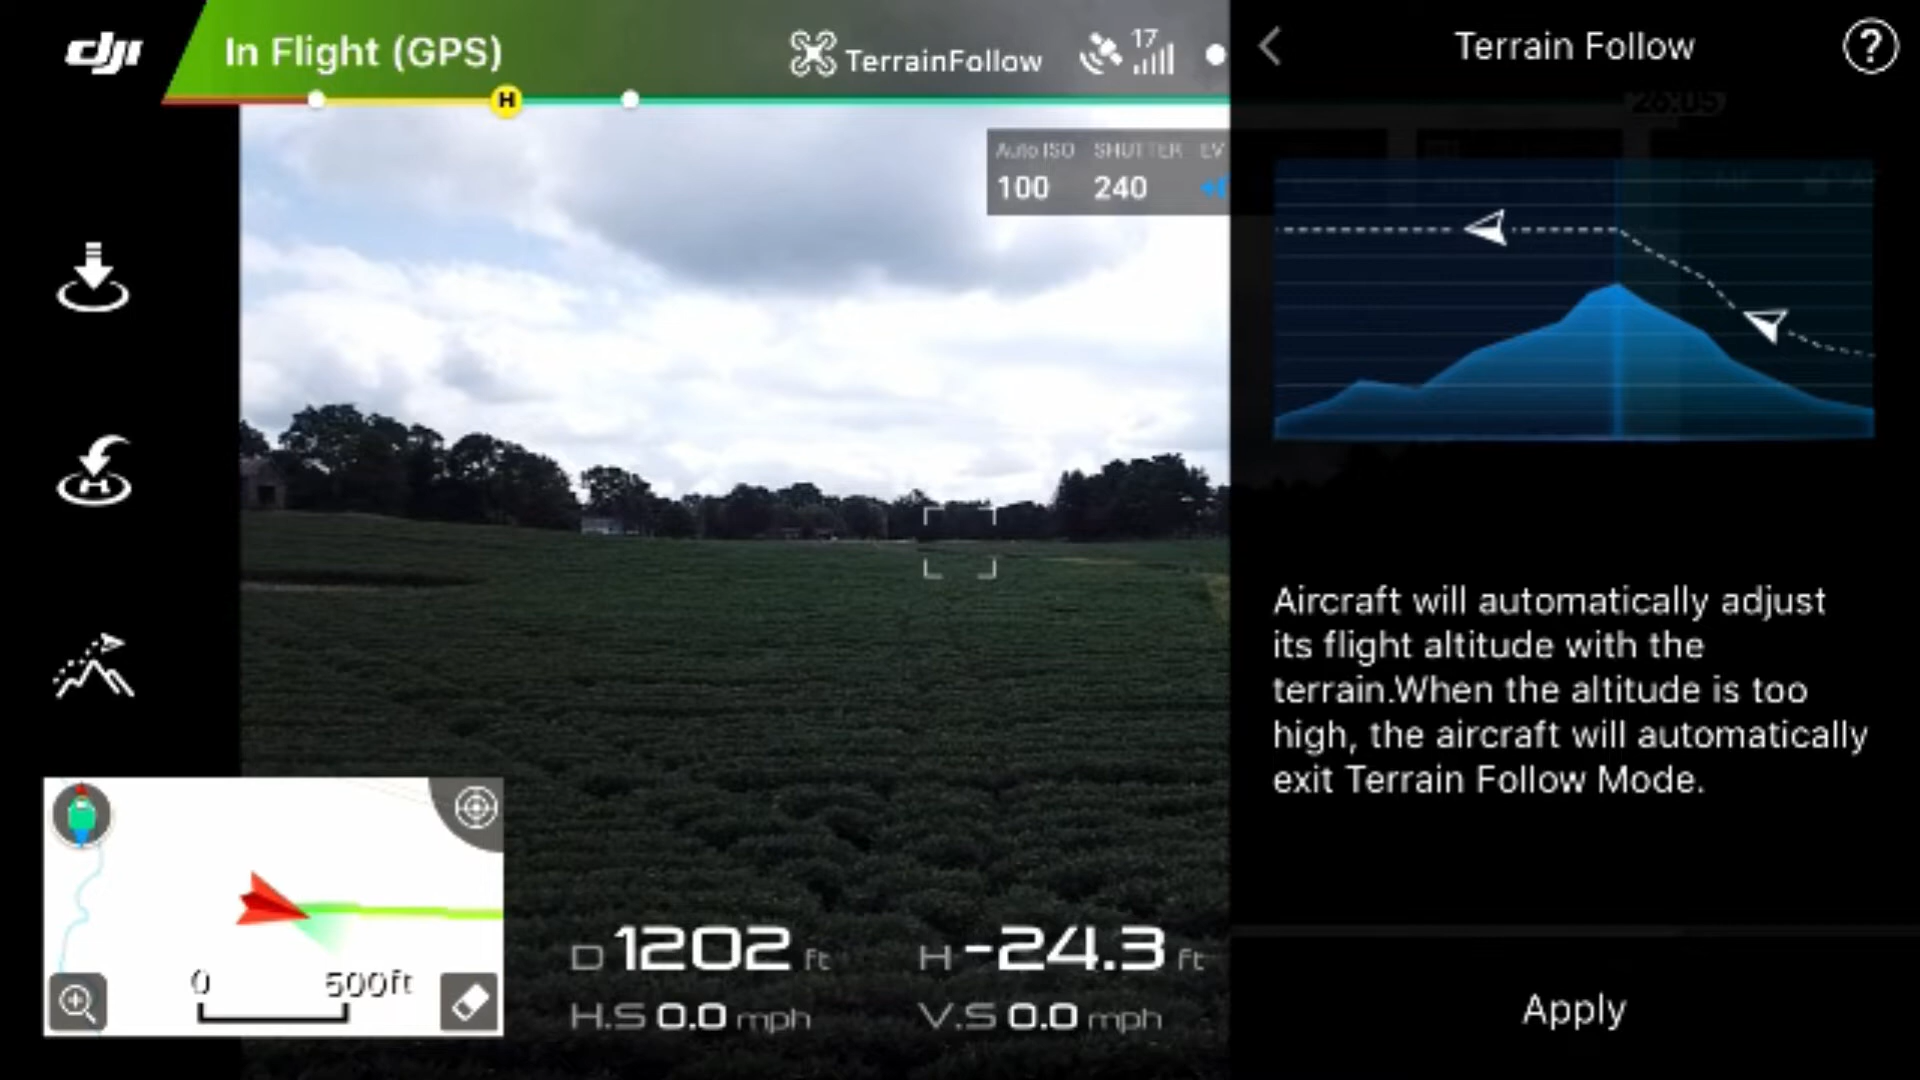 dji In Flight (GPS) TerrainFollow 17
H
Auto ISO SHUTTER EV
100 240
Terrain Follow ?
26:05
Aircraft will automatically adjust
its flight altitude with the
terrain.When the altitude is too
high, the aircraft will automatically
exit Terrain Follow Mode.
Apply
H
0 500ft
D 1202 ft H -24.3 ft
H.S 0.0 mph V.S 0.0 mph